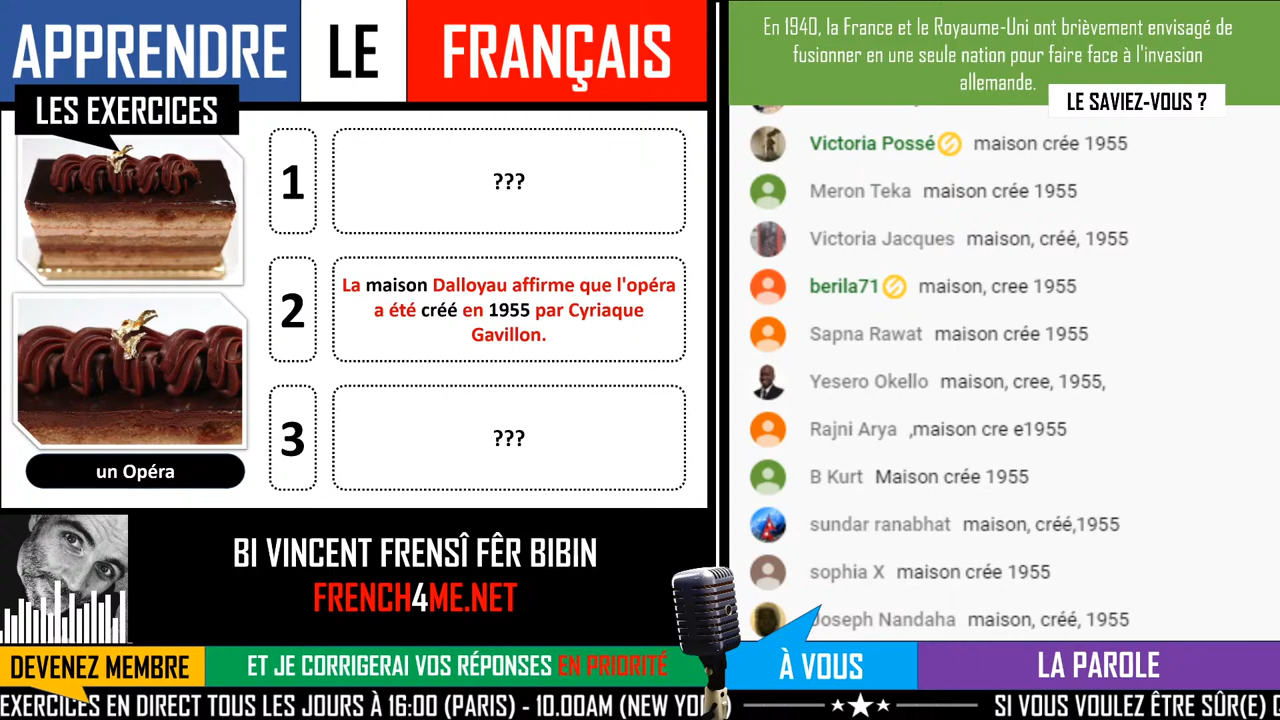 APPRENDRE LE FRANÇAIS
LES EXERCICES
1
???
2
La maison Dalloyau affirme que l'opéra
a été créé en 1955 par Cyriaque
Gavillon.
3
???
un Opéra
BI VINCENT FRENSÎ FÊR BIBIN
FRENCH4ME.NET
DEVENEZ MEMBRE
ET JE CORRIGERAI VOS RÉPONSES EN PRIORITÉ
En 1940, la France et le Royaume-Uni ont brièvement envisagé de
fusionner en une seule nation pour faire face à l'invasion
allemande.
LE SAVIEZ-VOUS ?
Victoria Possé maison crée 1955
Meron Teka maison crée 1955
Victoria Jacques maison, créé, 1955
berila71 maison, cree 1955
Sapna Rawat maison crée 1955
Yesero Okello maison, cree, 1955,
Rajni Arya ,maison cre e1955
B Kurt Maison crée 1955
sundar ranabhat maison, créé,1955
sophia X maison crée 1955
Joseph Nandaha maison, créé, 1955
À VOUS
LA PAROLE
EXERCICES EN DIRECT TOUS LES JOURS À 16:00 (PARIS) - 10.00AM (NEW YO
SI VOUS VOULEZ ÊTRE SÛR(E)